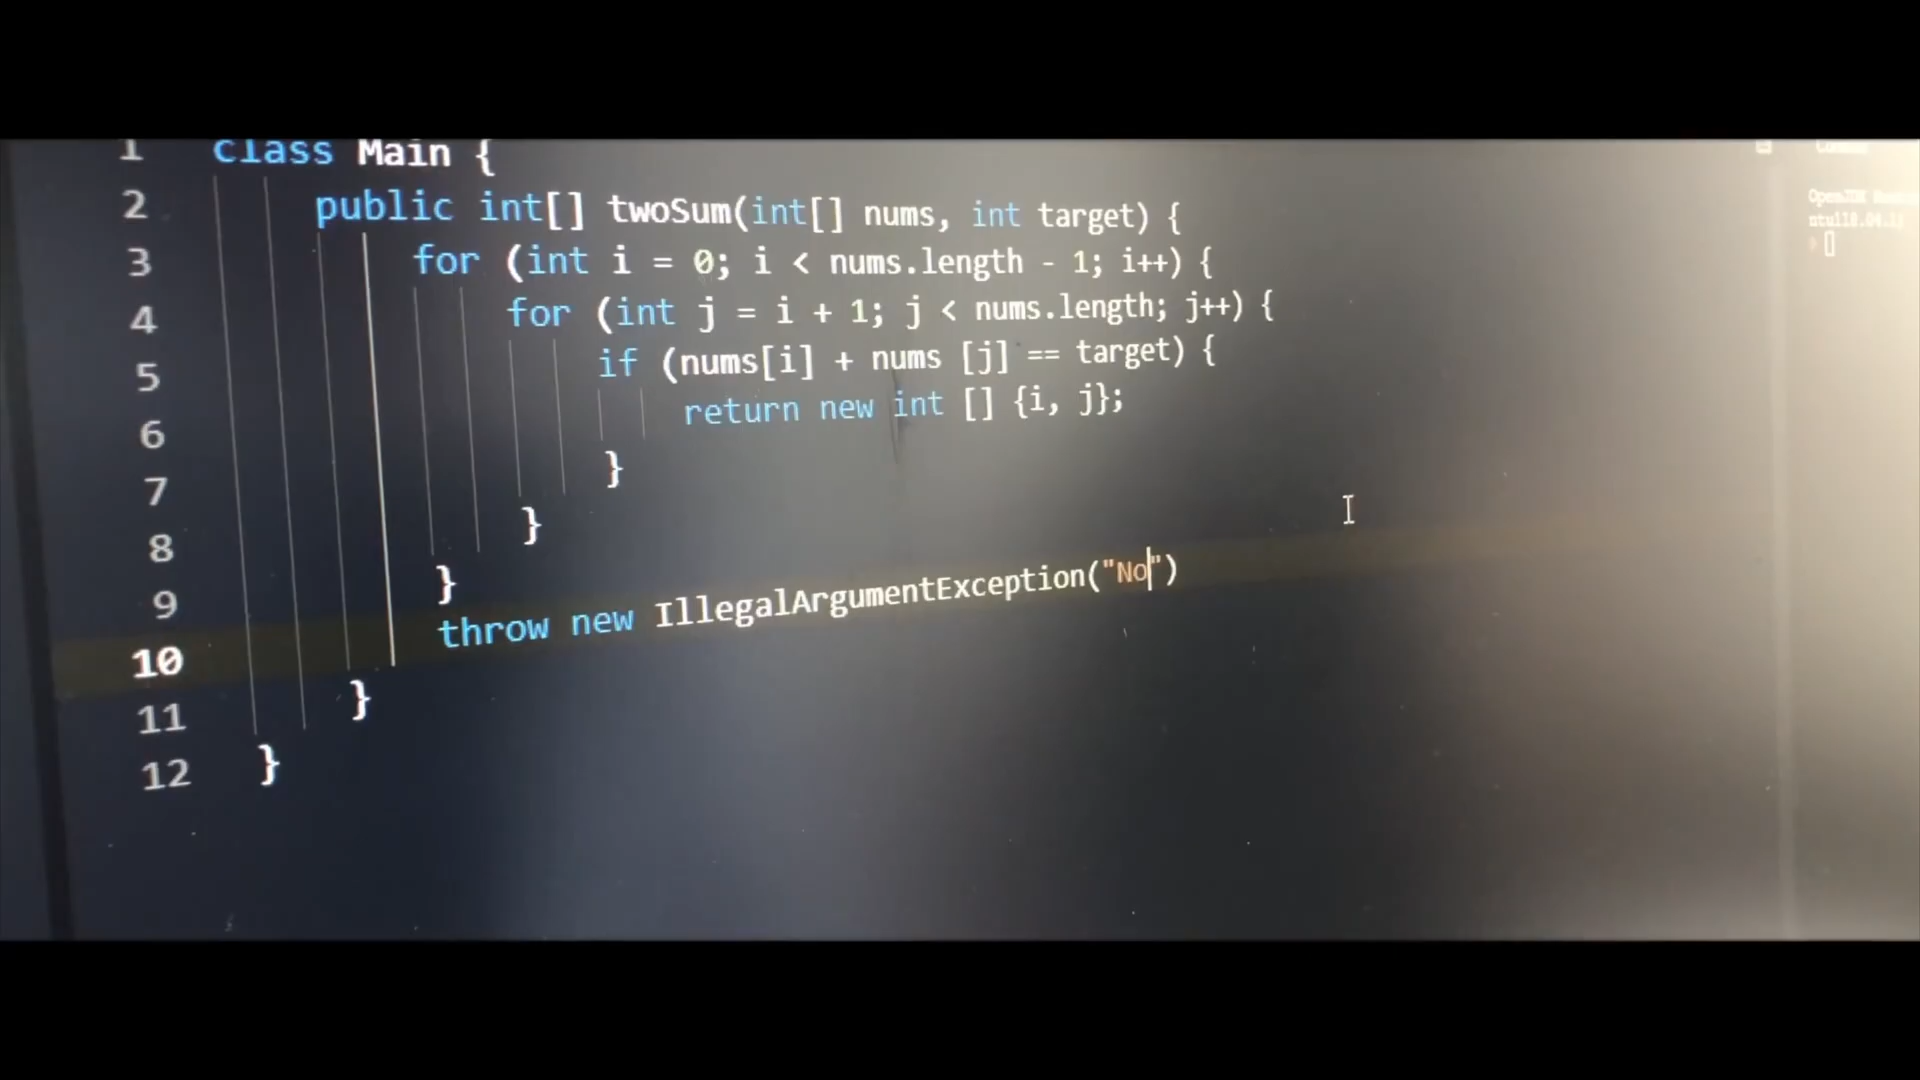 1 class Main {
2 public int[] twoSum(int[] nums, int target) {
3 for (int i = 0; i < nums.length - 1; i++) {
4 for (int j = i + 1; j < nums.length; j++) {
5 if (nums[i] + nums [j] == target) {
6 return new int [] {i, j};
7 }
8 }
9 }
10 throw new IllegalArgumentException("No")
11 }
12 }